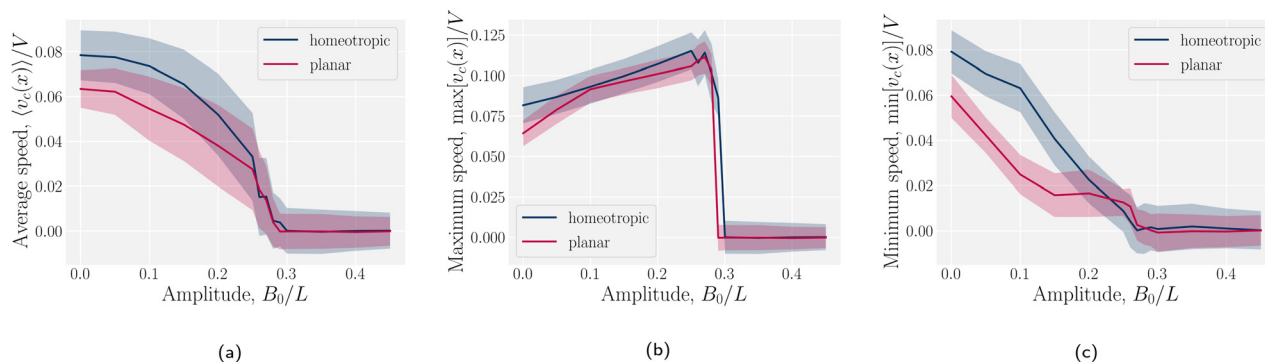 Average speed, ⟨v_c(x)⟩/V
0.08
0.06
0.04
0.02
0.00
homeotropic
planar
0.0 0.1 0.2 0.3 0.4
Amplitude, B_0/L
(a)
Maximum speed, max[v_c(x)]/V
0.125
0.100
0.075
0.050
0.025
0.000
homeotropic
planar
0.0 0.2 0.4
Amplitude, B_0/L
(b)
Minimum speed, min[v_c(x)]/V
0.08
0.06
0.04
0.02
0.00
homeotropic
planar
0.0 0.1 0.2 0.3 0.4
Amplitude, B_0/L
(c)